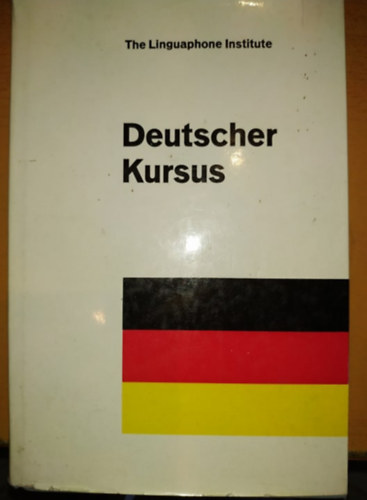 The Linguaphone Institute
Deutscher
Kursus